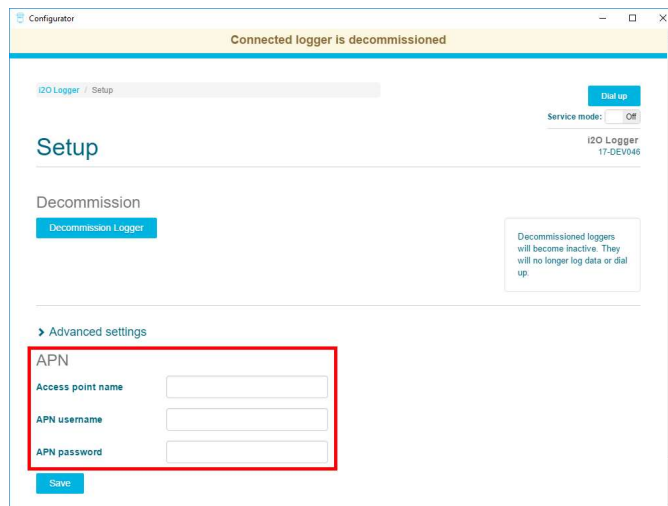 Configurator
Connected logger is decommissioned
i2O Logger / Setup
Dial up
Service mode: Off
Setup
i2O Logger
17-DEV046
Decommission
Decommission Logger
Decommissioned loggers
will become inactive. They
will no longer log data or dial
up.
Advanced settings
APN
Access point name
APN username
APN password
Save